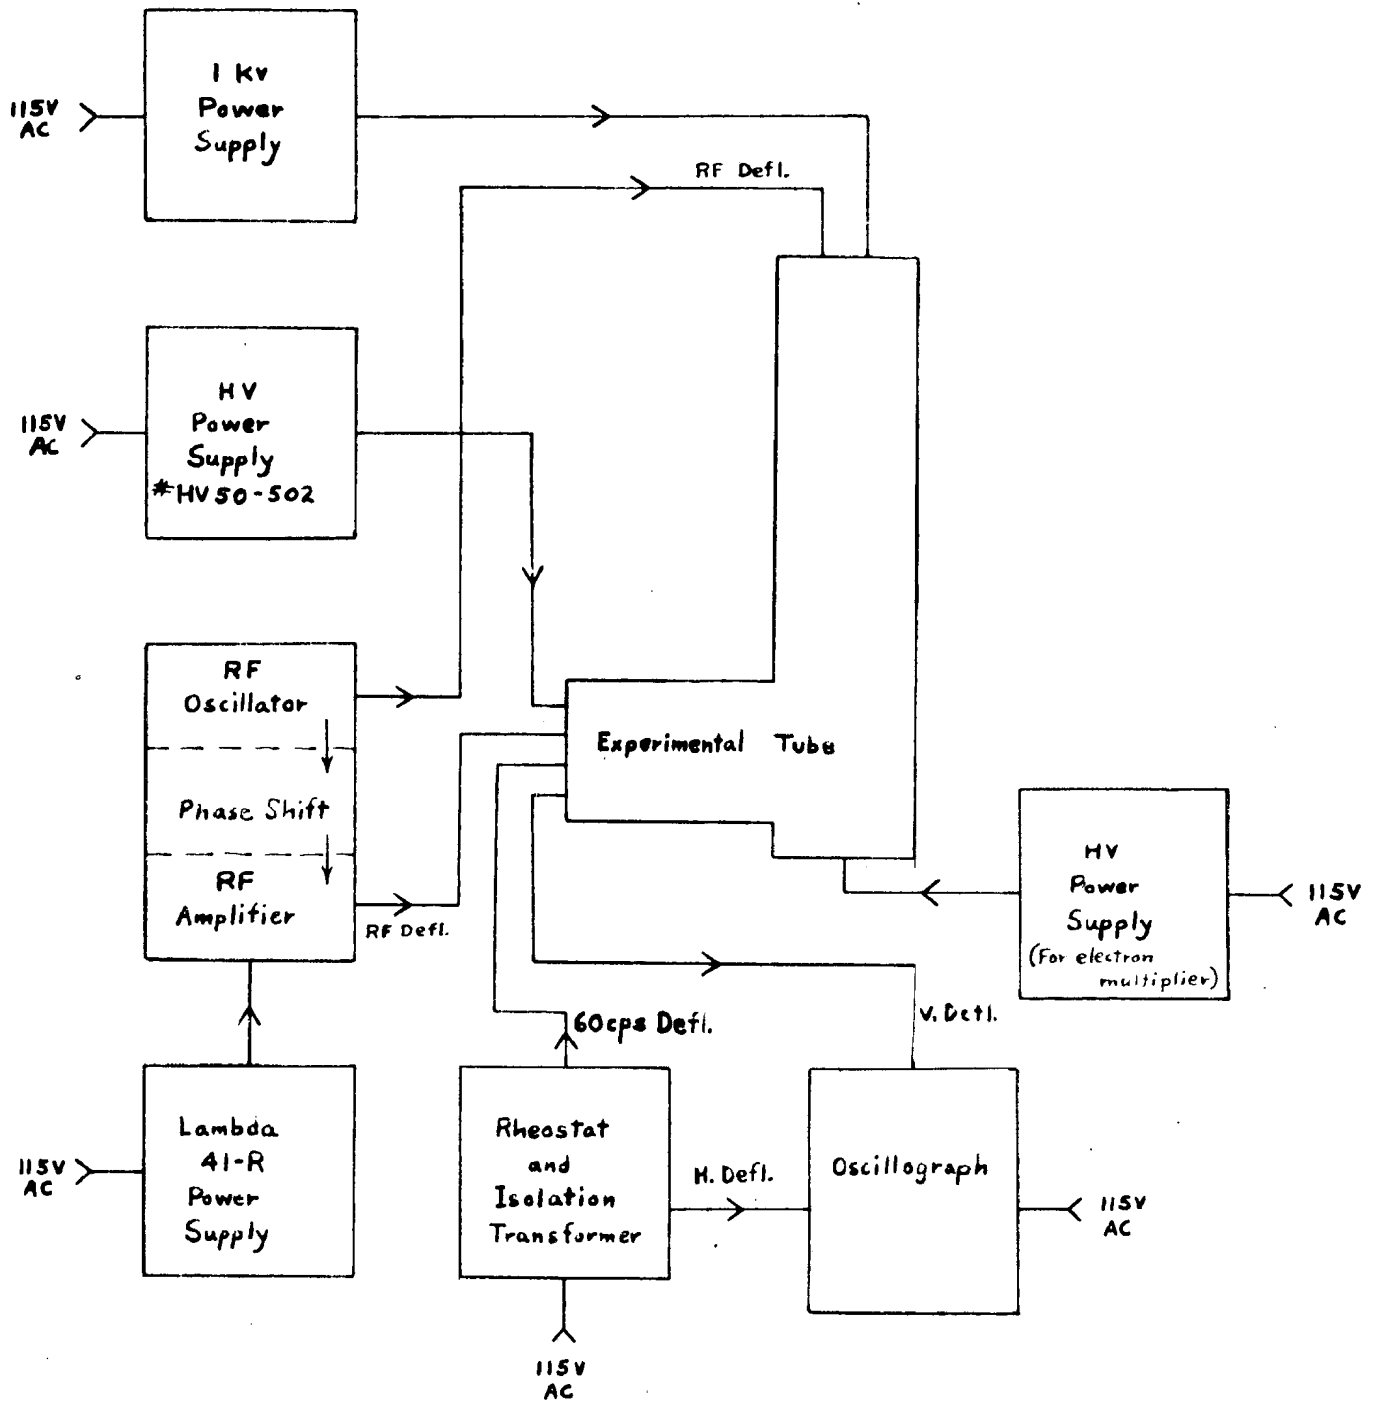 1 kv
Power
Supply
115V
AC
RF Defl.
HV
Power
Supply
#HV50-502
115V
AC
RF
Oscillator
Phase Shift
RF
Amplifier
RF Defl.
Experimental Tube
HV
Power
Supply
(For electron
multiplier)
115V
AC
60cps Defl.
V. Defl.
Lambda
41-R
Power
Supply
115V
AC
Rheostat
and
Isolation
Transformer
H. Defl.
Oscillograph
115V
AC
115V
AC